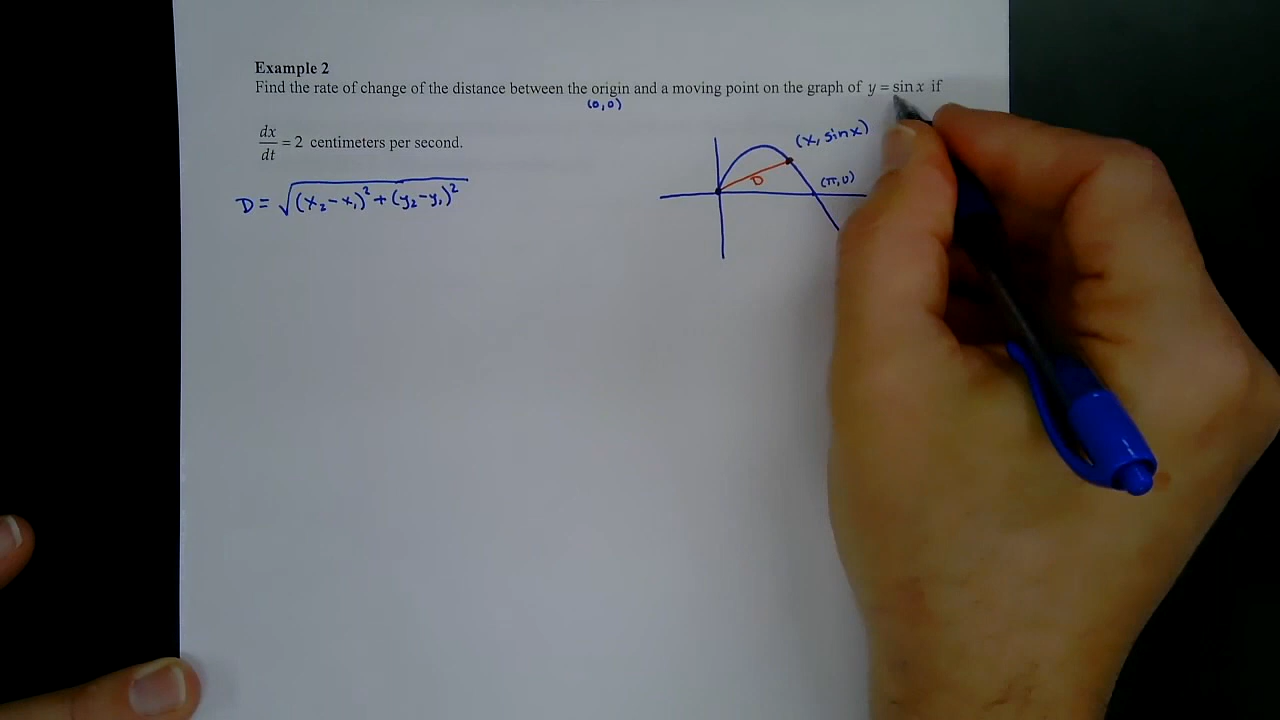 Example 2
Find the rate of change of the distance between the origin and a moving point on the graph of y = sin x if
(0,0)
dx/dt = 2 centimeters per second.
(x, sin x)
D
(π,0)
D = √((x₂-x₁)²+(y₂-y₁)²)